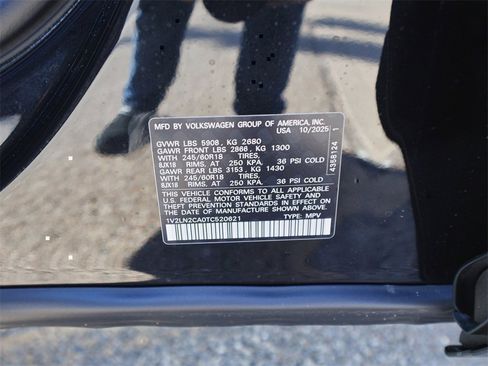 MFD BY VOLKSWAGEN GROUP OF AMERICA, INC.
USA 10/2025
GVWR LBS 5908, KG 2680
GAWR FRONT LBS 2866, KG 1300
WITH 245/60R18 TIRES,
8JX18 RIMS, AT 250 KPA. 36 PSI COLD
GAWR REAR LBS 3153, KG 1430
WITH 245/60R18 TIRES,
8JX18 RIMS, AT 250 KPA. 36 PSI COLD
THIS VEHICLE CONFORMS TO ALL APPLICABLE
U.S. FEDERAL MOTOR VEHICLE SAFETY AND
THEFT PREVENTION STANDARDS IN EFFECT ON
THE DATE OF MANUFACTURE SHOWN ABOVE.
1V2LN2CA0TC520621 TYPE: MPV
4358124 1